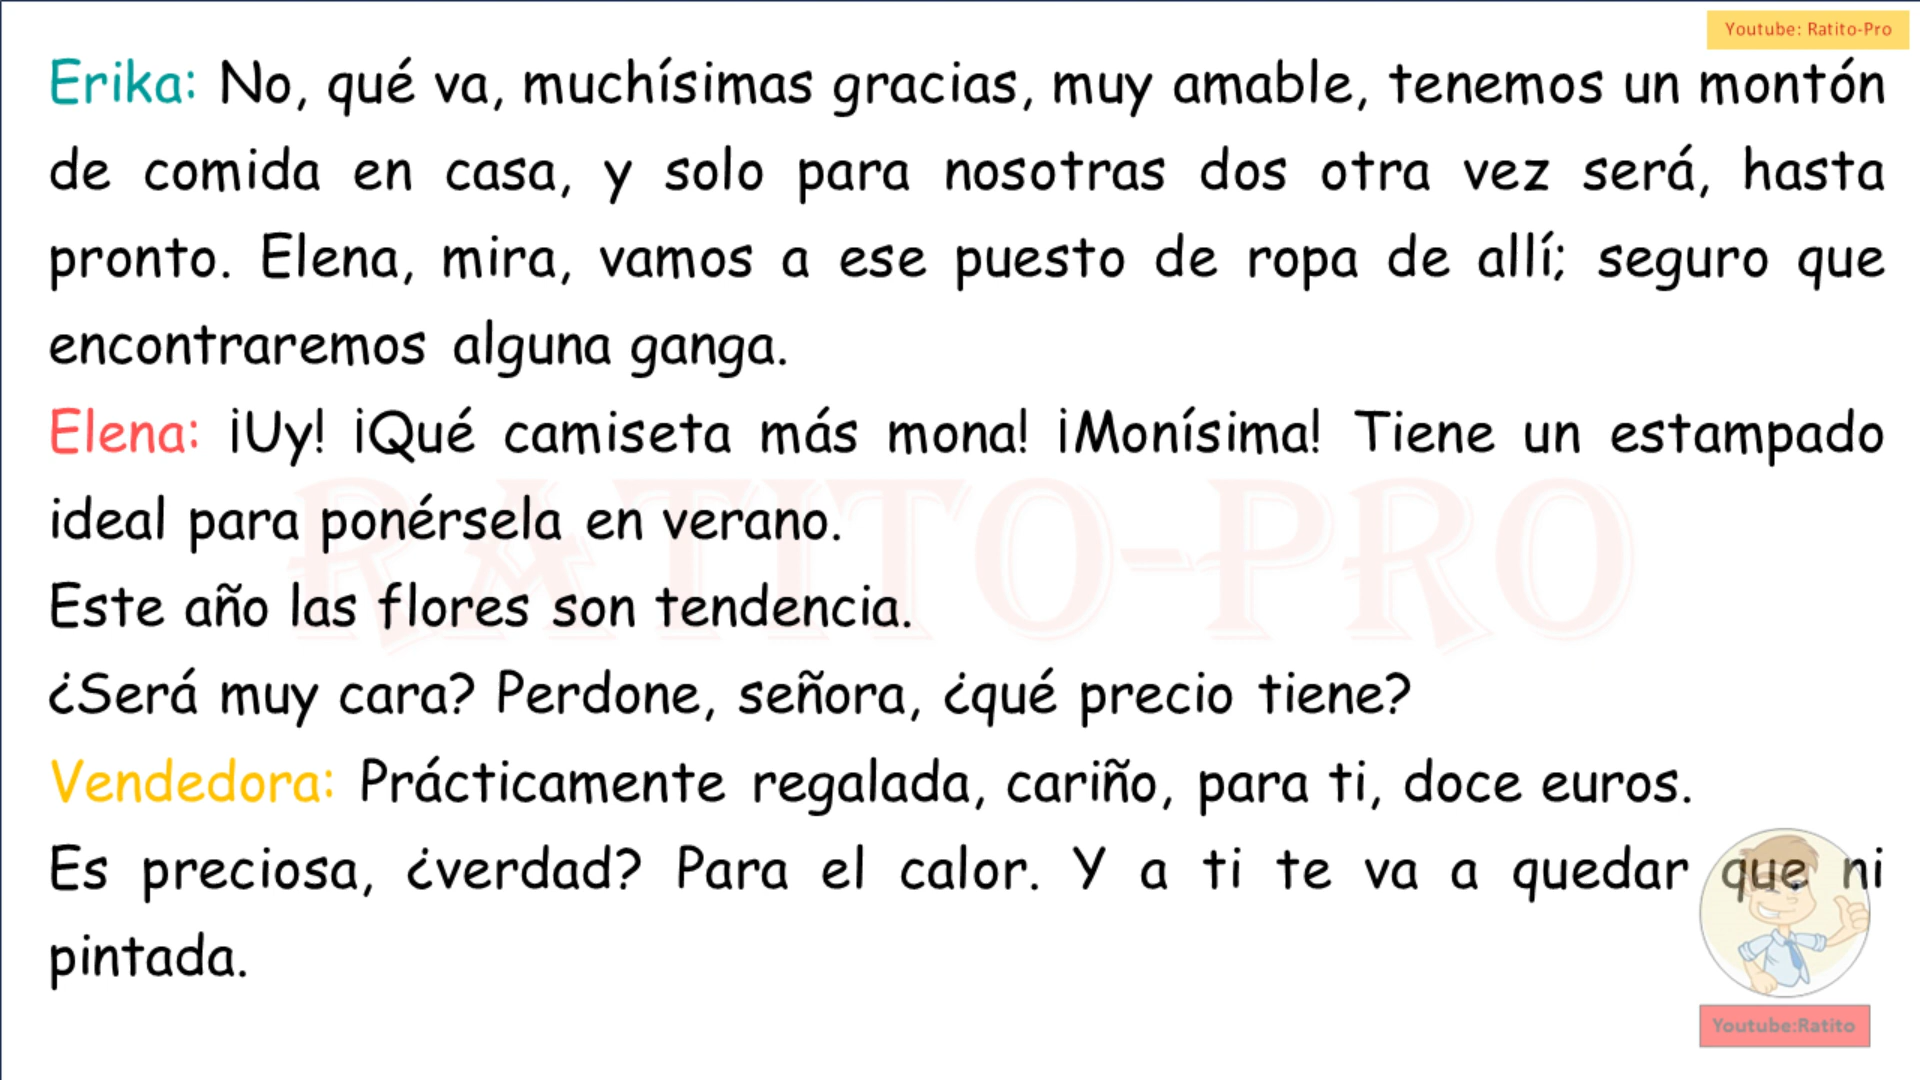 Youtube: Ratito-Pro
Erika: No, qué va, muchísimas gracias, muy amable, tenemos un montón
de comida en casa, y solo para nosotras dos otra vez será, hasta
pronto. Elena, mira, vamos a ese puesto de ropa de allí; seguro que
encontraremos alguna ganga.
Elena: ¡Uy! ¡Qué camiseta más mona! ¡Monísima! Tiene un estampado
ideal para ponérsela en verano.
RATITO-PRO
Este año las flores son tendencia.
¿Será muy cara? Perdone, señora, ¿qué precio tiene?
Vendedora: Prácticamente regalada, cariño, para ti, doce euros.
Es preciosa, ¿verdad? Para el calor. Y a ti te va a quedar que ni
pintada.
Youtube:Ratito